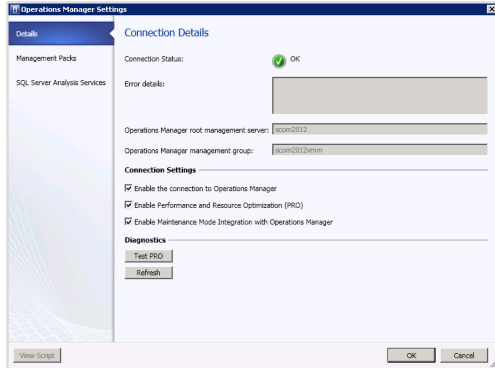 Operations Manager Settings
Details
Management Packs
SQL Server Analysis Services
Connection Details
Connection Status:
OK
Error details:
Operations Manager root management server:
scom2012
Operations Manager management group:
scom2012vmm
Connection Settings
Enable the connection to Operations Manager
Enable Performance and Resource Optimization (PRO)
Enable Maintenance Mode Integration with Operations Manager
Diagnostics
Test PRO
Refresh
View Script
OK
Cancel